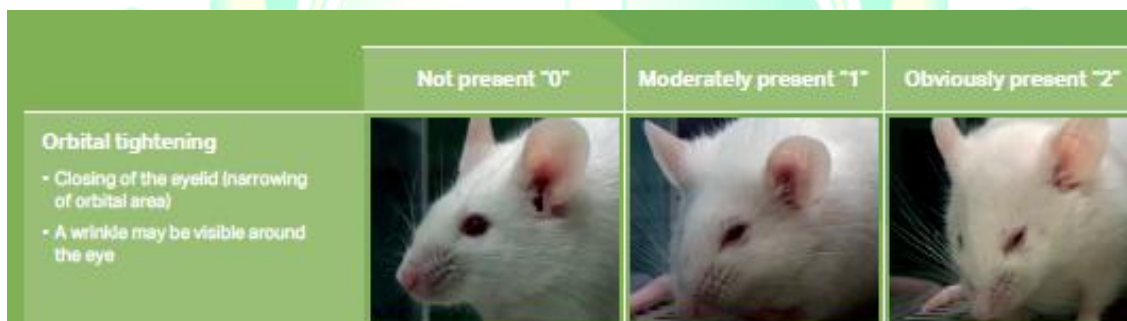 Not present "0"
Moderately present "1"
Obviously present "2"
Orbital tightening
• Closing of the eyelid (narrowing
of orbital area)
• A wrinkle may be visible around
the eye